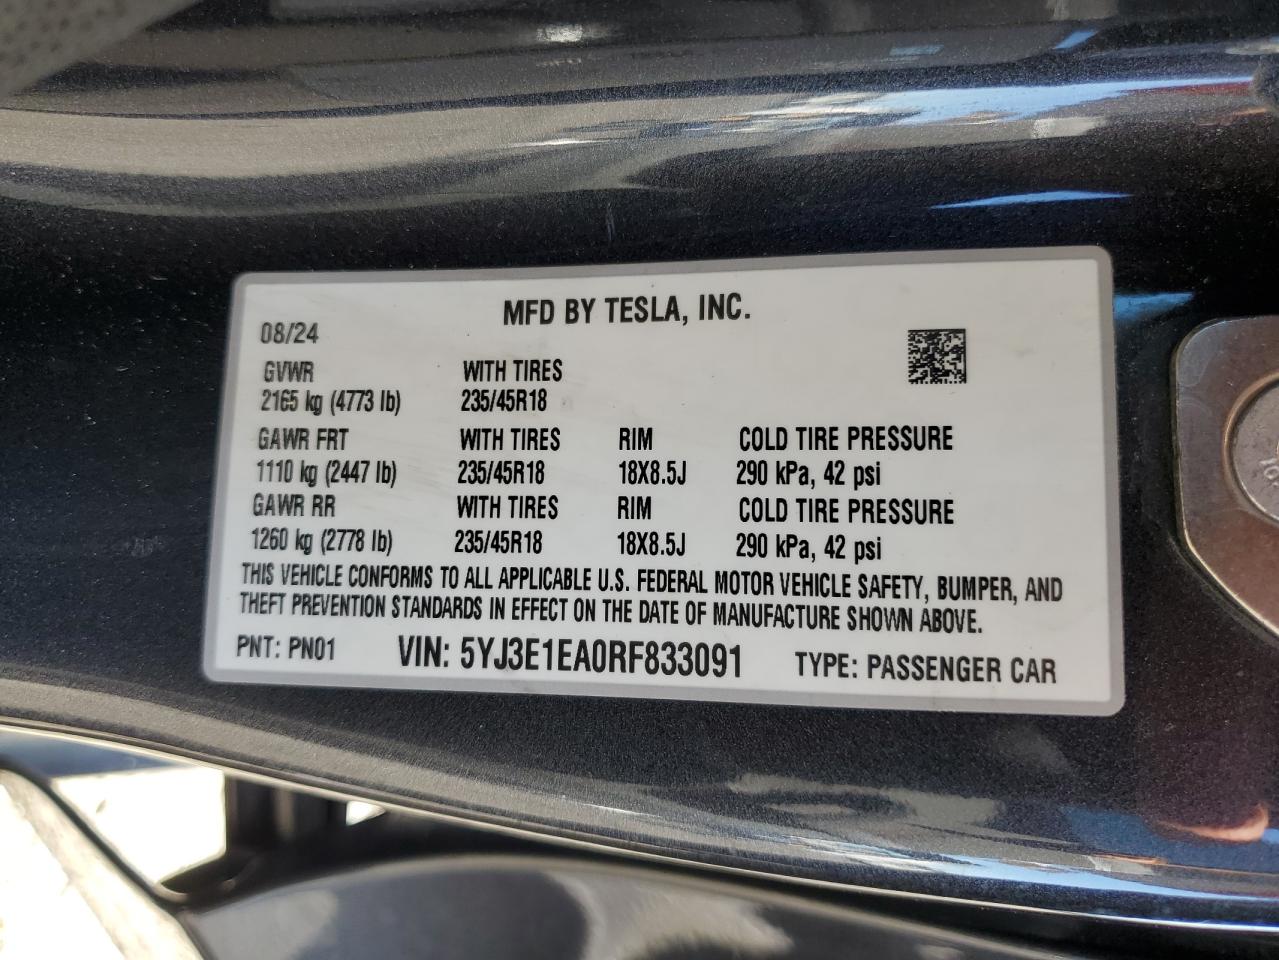 MFD BY TESLA, INC.
08/24
GVWR WITH TIRES
2165 kg (4773 lb) 235/45R18
GAWR FRT WITH TIRES RIM COLD TIRE PRESSURE
1110 kg (2447 lb) 235/45R18 18X8.5J 290 kPa, 42 psi
GAWR RR WITH TIRES RIM COLD TIRE PRESSURE
1260 kg (2778 lb) 235/45R18 18X8.5J 290 kPa, 42 psi
THIS VEHICLE CONFORMS TO ALL APPLICABLE U.S. FEDERAL MOTOR VEHICLE SAFETY, BUMPER, AND
THEFT PREVENTION STANDARDS IN EFFECT ON THE DATE OF MANUFACTURE SHOWN ABOVE.
PNT: PN01 VIN: 5YJ3E1EA0RF833091 TYPE: PASSENGER CAR